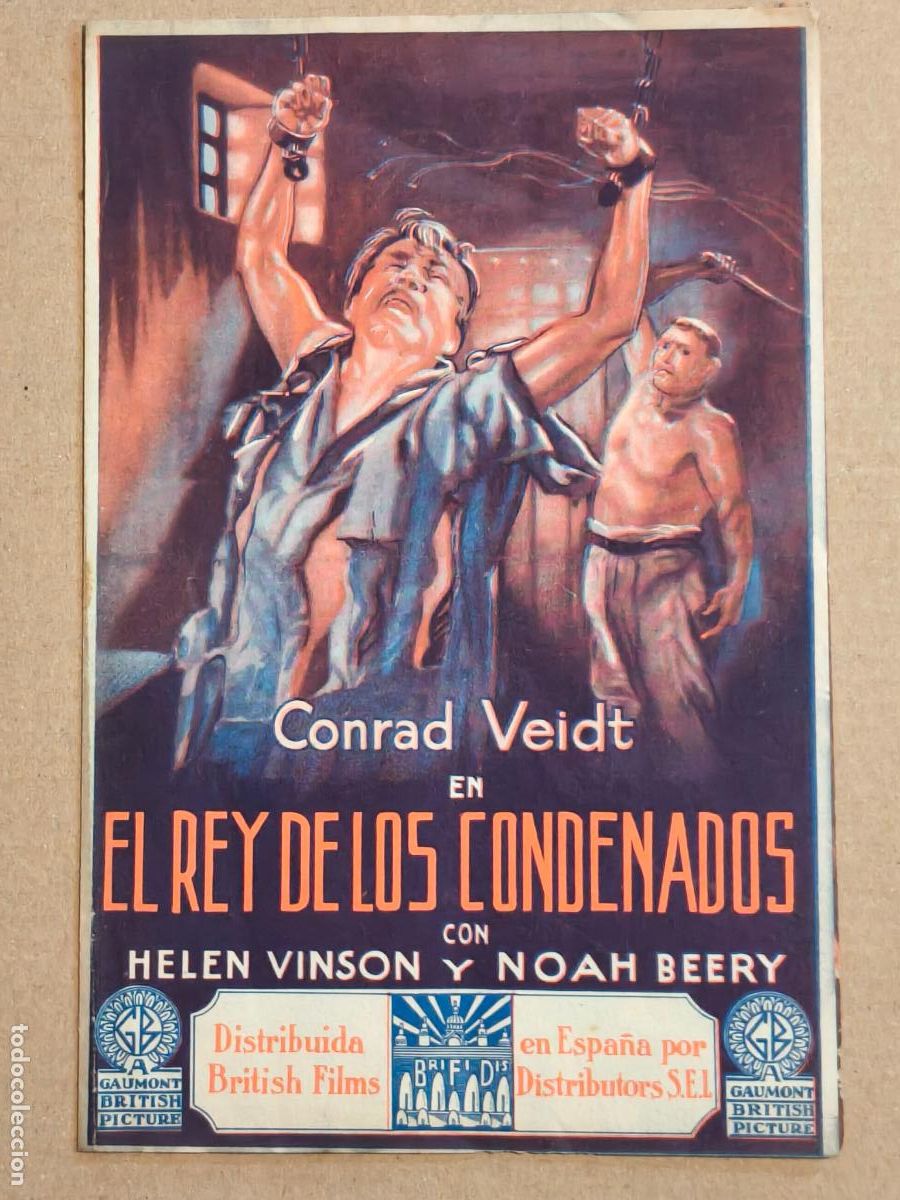 Conrad Veidt
EN
EL REY DE LOS CONDENADOS
CON
HELEN VINSON Y NOAH BEERY
GB
A
GAUMONT
BRITISH
PICTURE
Distribuida
British Films
BRIFIDIS
en España por
Distributors S.E.I.
GB
A
GAUMONT
BRITISH
PICTURE
todocoleccion